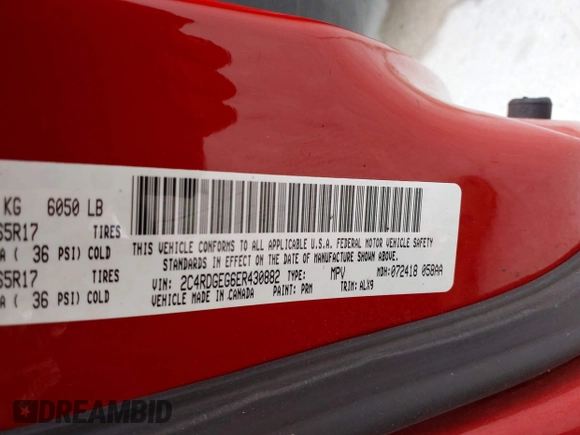 KG 6050 LB
65R17 TIRES
A ( 36 PSI) COLD
65R17 TIRES
A ( 36 PSI) COLD
THIS VEHICLE CONFORMS TO ALL APPLICABLE U.S.A. FEDERAL MOTOR VEHICLE SAFETY
STANDARDS IN EFFECT ON THE DATE OF MANUFACTURE SHOWN ABOVE.
VIN: 2C4RDGEG6ER430882 TYPE: MPV MDH:072418 058AA
VEHICLE MADE IN CANADA PAINT: PRM TRIM: ALX9
DREAMBID